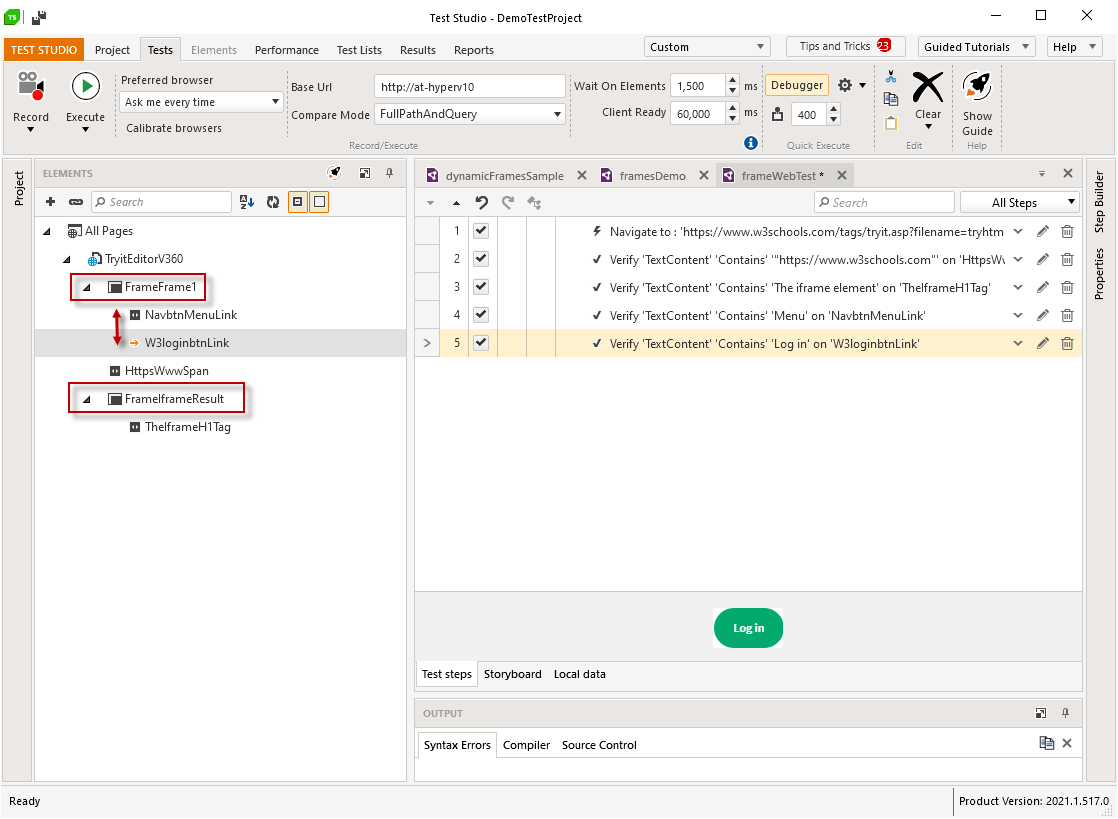 TS
Test Studio - DemoTestProject
TEST STUDIO Project Tests Elements Performance Test Lists Results Reports Custom Tips and Tricks 23 Guided Tutorials Help
Record
Execute
Preferred browser
Ask me every time
Calibrate browsers
Base Url http://at-hyperv10
Compare Mode FullPathAndQuery
Record/Execute
Wait On Elements 1,500 ms
Client Ready 60,000 ms
Debugger
400
Quick Execute
Clear
Edit
Show
Guide
Help
Project
ELEMENTS
Search
All Pages
TryitEditorV360
FrameFrame1
NavbtnMenuLink
W3loginbtnLink
HttpsWwwSpan
FrameIframeResult
TheIframeH1Tag
dynamicFramesSample framesDemo frameWebTest *
Search All Steps
1 Navigate to : 'https://www.w3schools.com/tags/tryit.asp?filename=tryhtm
2 Verify 'TextContent' 'Contains' '"https://www.w3schools.com"' on 'HttpsWv
3 Verify 'TextContent' 'Contains' 'The iframe element' on 'TheIframeH1Tag'
4 Verify 'TextContent' 'Contains' 'Menu' on 'NavbtnMenuLink'
5 Verify 'TextContent' 'Contains' 'Log in' on 'W3loginbtnLink'
Log in
Test steps Storyboard Local data
OUTPUT
Syntax Errors Compiler Source Control
Step Builder
Properties
Ready
Product Version: 2021.1.517.0